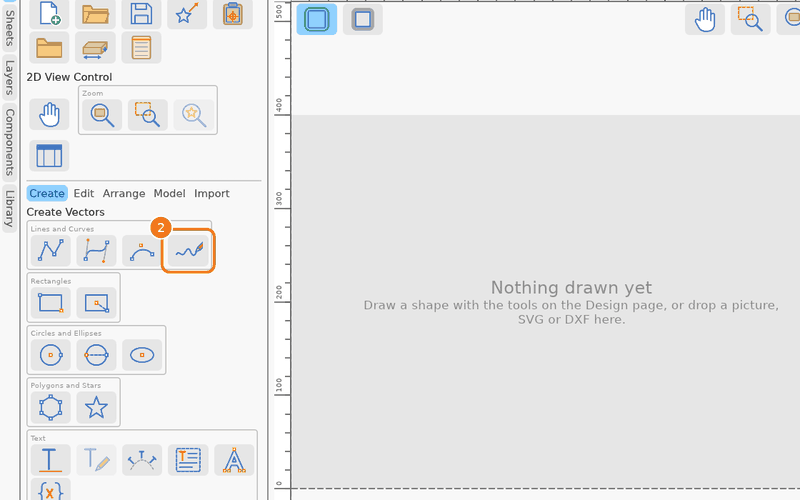 Sheets
Layers
Components
Library
2D View Control
Zoom
Create Edit Arrange Model Import
Create Vectors
Lines and Curves
2
Rectangles
Circles and Ellipses
Polygons and Stars
Text
500
400
300
200
100
0
Nothing drawn yet
Draw a shape with the tools on the Design page, or drop a picture,
SVG or DXF here.